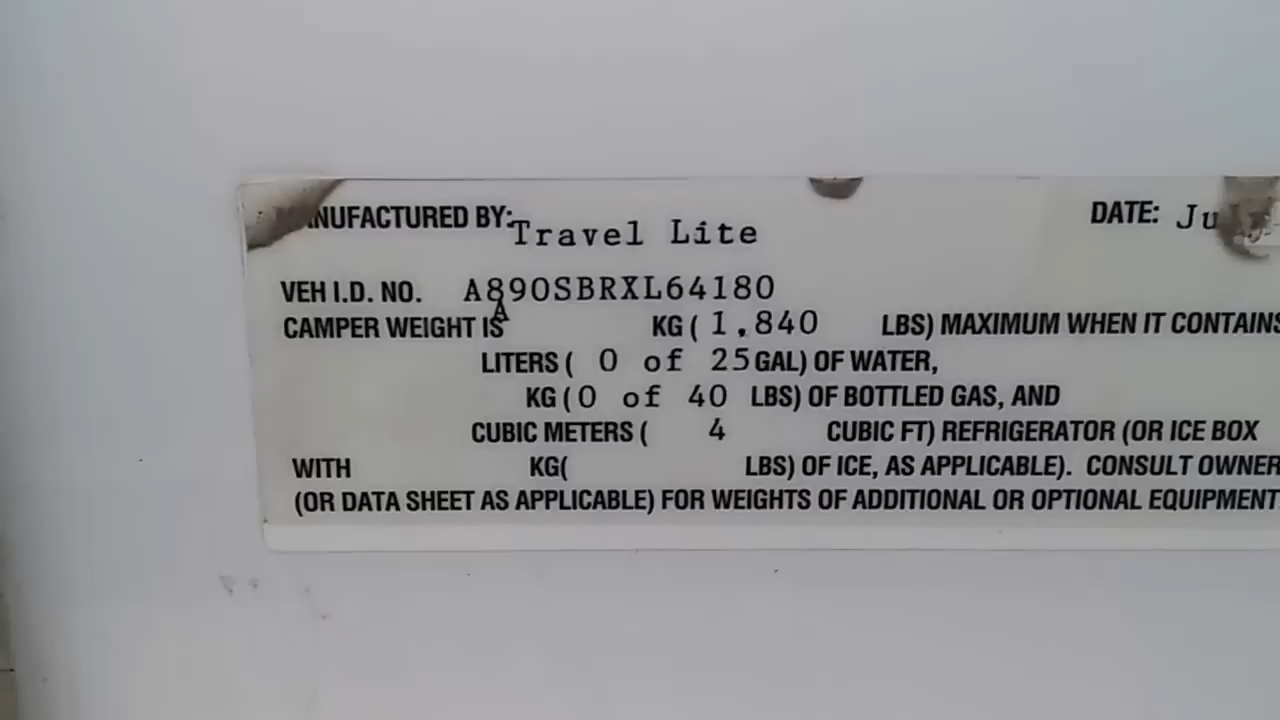 MANUFACTURED BY: Travel Lite DATE: Ju
VEH I.D. NO. A890SBRXL64180
A
CAMPER WEIGHT IS KG ( 1,840 LBS) MAXIMUM WHEN IT CONTAINS
LITERS ( 0 of 25 GAL) OF WATER,
KG (0 of 40 LBS) OF BOTTLED GAS, AND
CUBIC METERS ( 4 CUBIC FT) REFRIGERATOR (OR ICE BOX
WITH KG( LBS) OF ICE, AS APPLICABLE). CONSULT OWNER
(OR DATA SHEET AS APPLICABLE) FOR WEIGHTS OF ADDITIONAL OR OPTIONAL EQUIPMENT